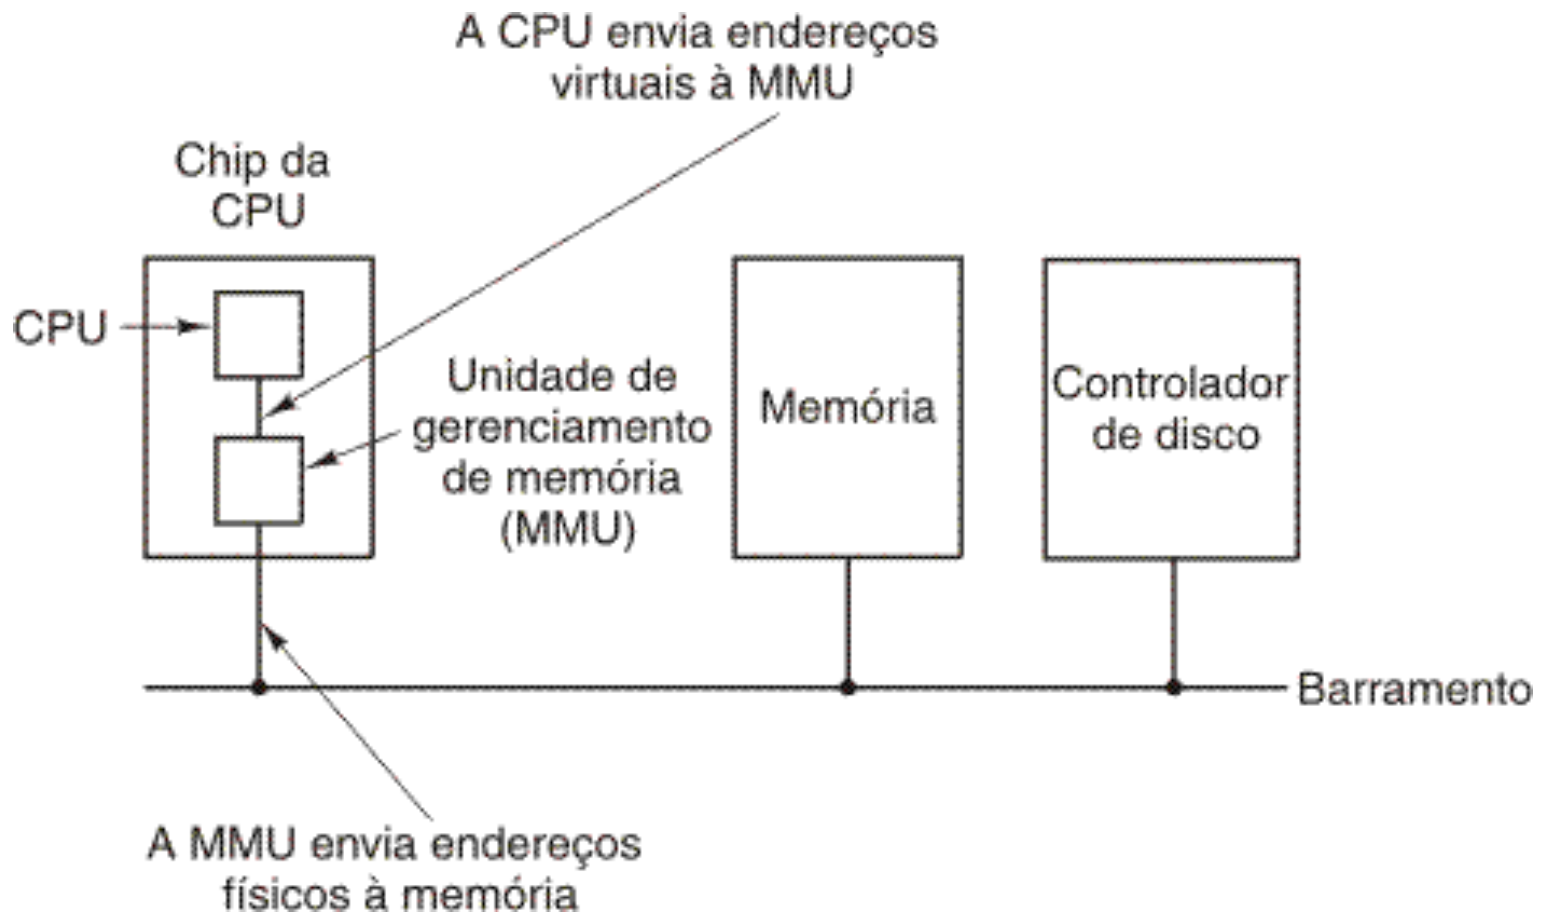 A CPU envia endereços
virtuais à MMU
Chip da
CPU
CPU
Unidade de
gerenciamento
de memória
(MMU)
Memória
Controlador
de disco
Barramento
A MMU envia endereços
físicos à memória